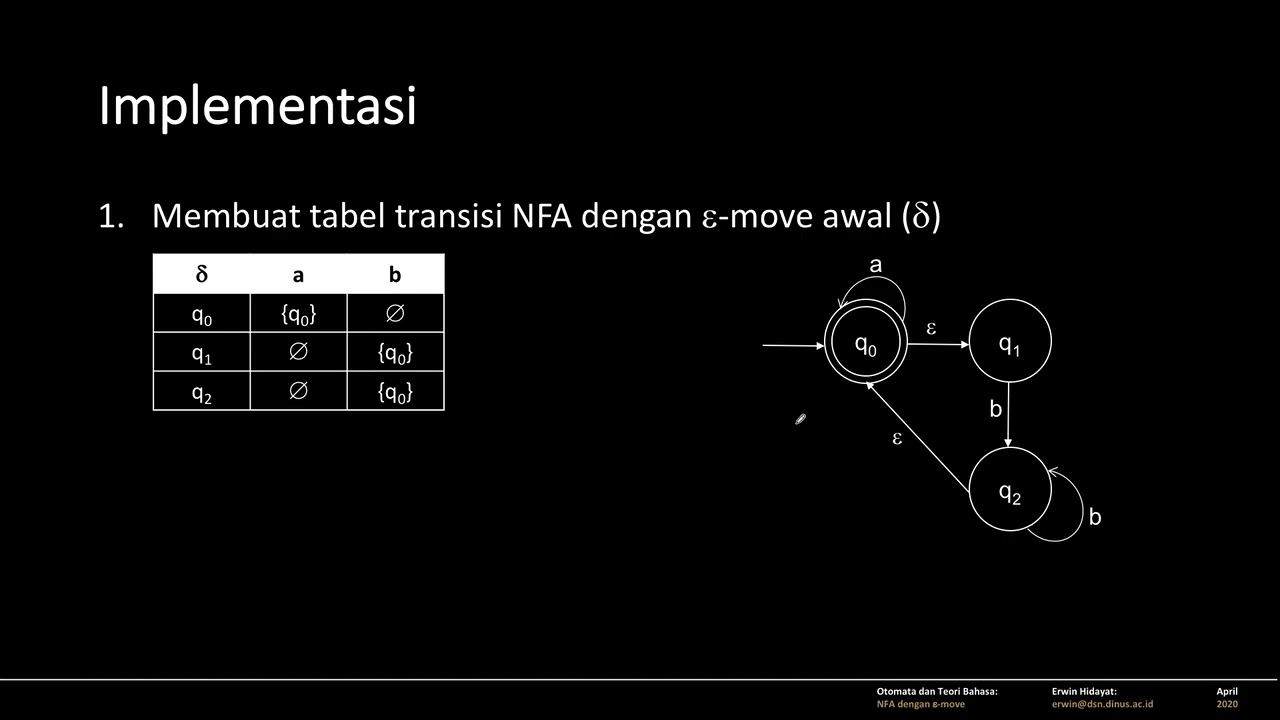 Implementasi
1. Membuat tabel transisi NFA dengan ε-move awal (δ)
δ a b
q₀ {q₀} ∅
q₁ ∅ {q₀}
q₂ ∅ {q₀}
a
q₀
ε
q₁
b
ε
q₂
b
Otomata dan Teori Bahasa: Erwin Hidayat: April
NFA dengan ε-move erwin@dsn.dinus.ac.id 2020